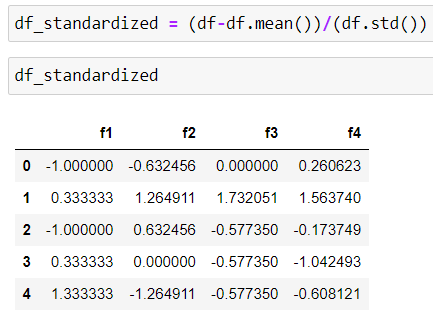 df_standardized = (df-df.mean())/(df.std())
df_standardized
f1 f2 f3 f4
0 -1.000000 -0.632456 0.000000 0.260623
1 0.333333 1.264911 1.732051 1.563740
2 -1.000000 0.632456 -0.577350 -0.173749
3 0.333333 0.000000 -0.577350 -1.042493
4 1.333333 -1.264911 -0.577350 -0.608121